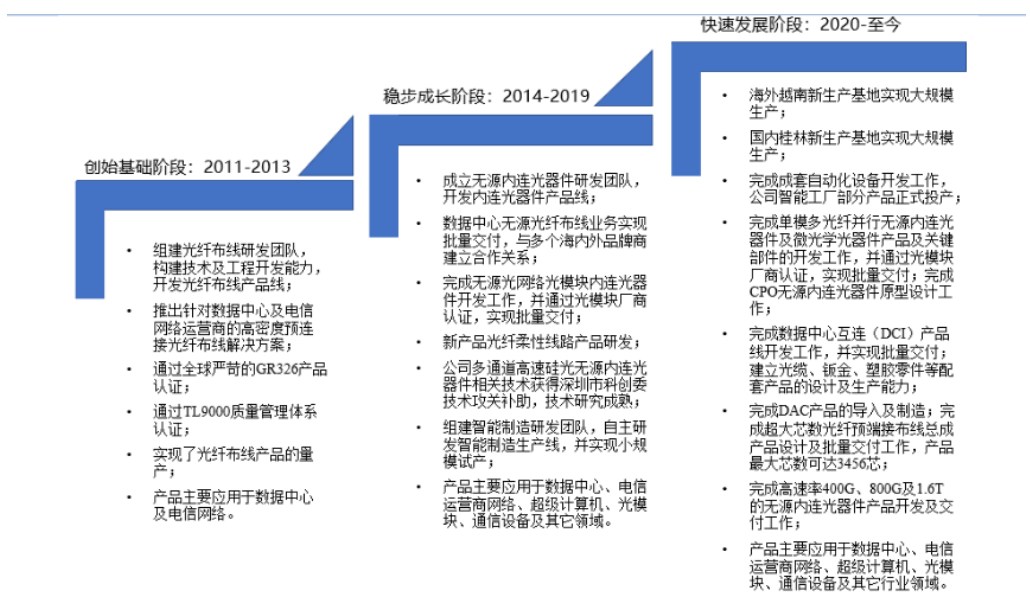 创始基础阶段：2011-2013
• 组建光纤布线研发团队，
构建技术及工程开发能力，
开发光纤布线产品线；
• 推出针对数据中心及电信
网络运营商的高密度预连
接光纤布线解决方案；
• 通过全球严苛的GR326产品
认证；
• 通过TL9000质量管理体系
认证；
• 实现了光纤布线产品的量
产；
• 产品主要应用于数据中心
及电信网络。
稳步成长阶段：2014-2019
• 成立无源内连光器件研发团队，
开发内连光器件产品线；
• 数据中心无源光纤布线业务实现
批量交付，与多个海内外品牌商
建立合作关系；
• 完成无源光网络光模块内连光器
件开发工作，并通过光模块厂商
认证，实现批量交付；
• 新产品光纤柔性线路产品研发；
• 公司多通道高速硅光无源内连光
器件相关技术获得深圳市科创委
技术攻关补助，技术研究成熟；
• 组建智能制造研发团队，自主研
发智能制造生产线，并实现小规
模试产；
• 产品主要应用于数据中心、电信
运营商网络、超级计算机、光模
块、通信设备及其它领域。
快速发展阶段：2020-至今
• 海外越南新生产基地实现大规模
生产；
• 国内桂林新生产基地实现大规模
生产；
• 完成成套自动化设备开发工作，
公司智能工厂部分产品正式投产；
• 完成单模多光纤并行无源内连光
器件及微光学光器件产品及关键
部件的开发工作，并通过光模块
厂商认证，实现批量交付；完成
CPO无源内连光器件原型设计工
作；
• 完成数据中心互连（DCI）产品
线开发工作，并实现批量交付；
建立光缆、钣金、塑胶零件等配
套产品的设计及生产能力；
• 完成DAC产品的导入及制造；完
成超大芯数光纤预端接布线总成
产品设计及批量交付工作，产品
最大芯数可达3456芯；
• 完成高速率400G、800G及1.6T
的无源内连光器件产品开发及交
付工作；
• 产品主要应用于数据中心、电信
运营商网络、超级计算机、光模
块、通信设备及其它行业领域。